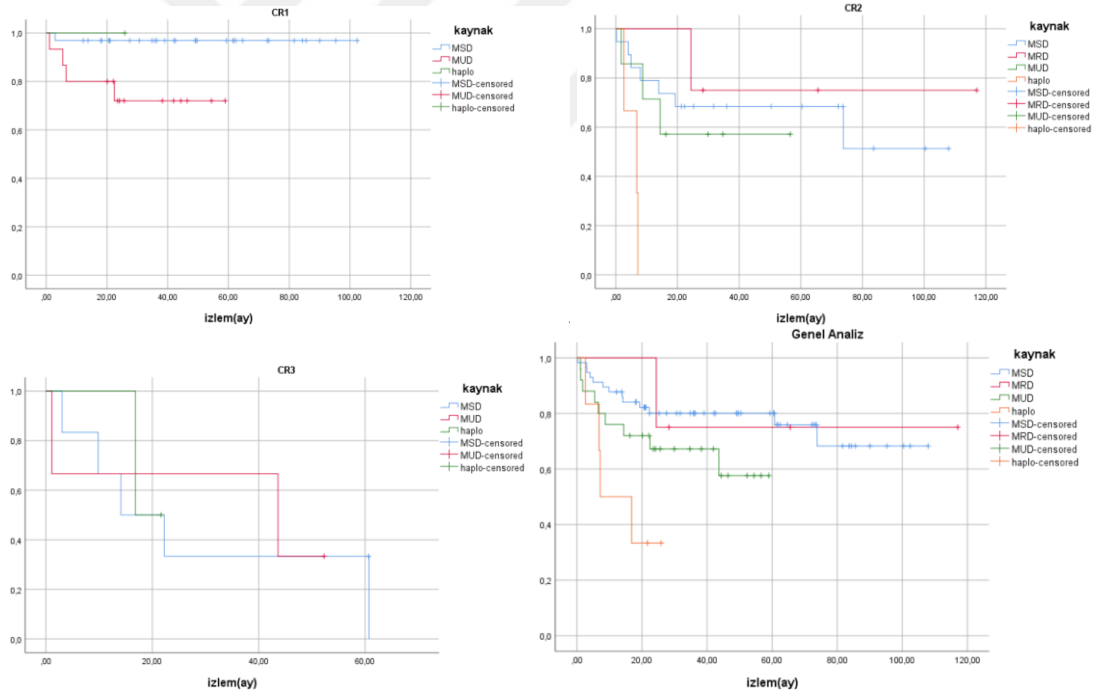 CR1
kaynak
MSD
MUD
haplo
MSD-censored
MUD-censored
haplo-censored
1,0
0,8
0,6
0,4
0,2
0,0
,00 20,00 40,00 60,00 80,00 100,00 120,00
izlem(ay)
CR2
kaynak
MSD
MRD
MUD
haplo
MSD-censored
MRD-censored
MUD-censored
haplo-censored
1,0
0,8
0,6
0,4
0,2
0,0
,00 20,00 40,00 60,00 80,00 100,00 120,00
izlem(ay)
CR3
kaynak
MSD
MUD
haplo
MSD-censored
MUD-censored
haplo-censored
1,0
0,8
0,6
0,4
0,2
0,0
,00 20,00 40,00 60,00
izlem(ay)
Genel Analiz
kaynak
MSD
MRD
MUD
haplo
MSD-censored
MRD-censored
MUD-censored
haplo-censored
1,0
0,8
0,6
0,4
0,2
0,0
,00 20,00 40,00 60,00 80,00 100,00 120,00
izlem(ay)